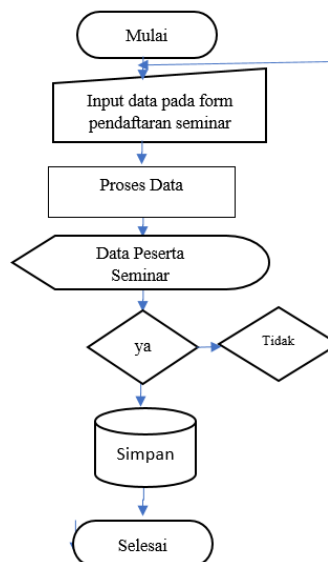 Mulai
Input data pada form
pendaftaran seminar
Proses Data
Data Peserta
Seminar
ya
Tidak
Simpan
Selesai